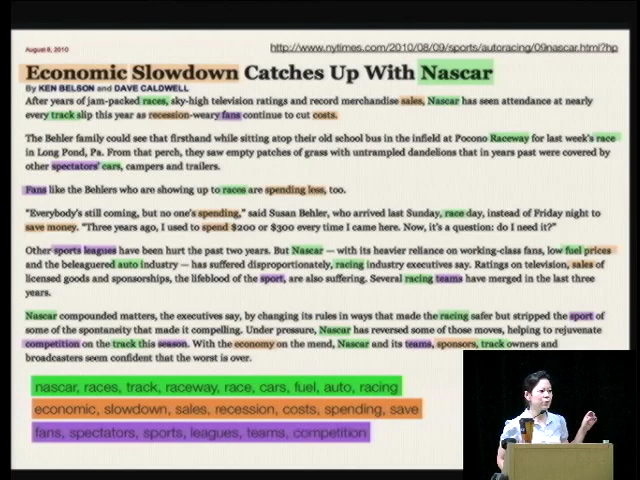 August 8, 2010
http://www.nytimes.com/2010/08/09/sports/autoracing/09nascar.html?hp
Economic Slowdown Catches Up With Nascar
By KEN BELSON and DAVE CALDWELL
After years of jam-packed races, sky-high television ratings and record merchandise sales, Nascar has seen attendance at nearly
every track slip this year as recession-weary fans continue to cut costs.
The Behler family could see that firsthand while sitting atop their old school bus in the infield at Pocono Raceway for last week's race
in Long Pond, Pa. From that perch, they saw empty patches of grass with untrampled dandelions that in years past were covered by
other spectators' cars, campers and trailers.
Fans like the Behlers who are showing up to races are spending less, too.
"Everybody's still coming, but no one's spending," said Susan Behler, who arrived last Sunday, race day, instead of Friday night to
save money. "Three years ago, I used to spend $200 or $300 every time I came here. Now, it's a question: do I need it?"
Other sports leagues have been hurt the past two years. But Nascar — with its heavier reliance on working-class fans, low fuel prices
and the beleaguered auto industry — has suffered disproportionately, racing industry executives say. Ratings on television, sales of
licensed goods and sponsorships, the lifeblood of the sport, are also suffering. Several racing teams have merged in the last three
years.
Nascar compounded matters, the executives say, by changing its rules in ways that made the racing safer but stripped the sport of
some of the spontaneity that made it compelling. Under pressure, Nascar has reversed some of those moves, helping to rejuvenate
competition on the track this season. With the economy on the mend, Nascar and its teams, sponsors, track owners and
broadcasters seem confident that the worst is over.
nascar, races, track, raceway, race, cars, fuel, auto, racing
economic, slowdown, sales, recession, costs, spending, save
fans, spectators, sports, leagues, teams, competition